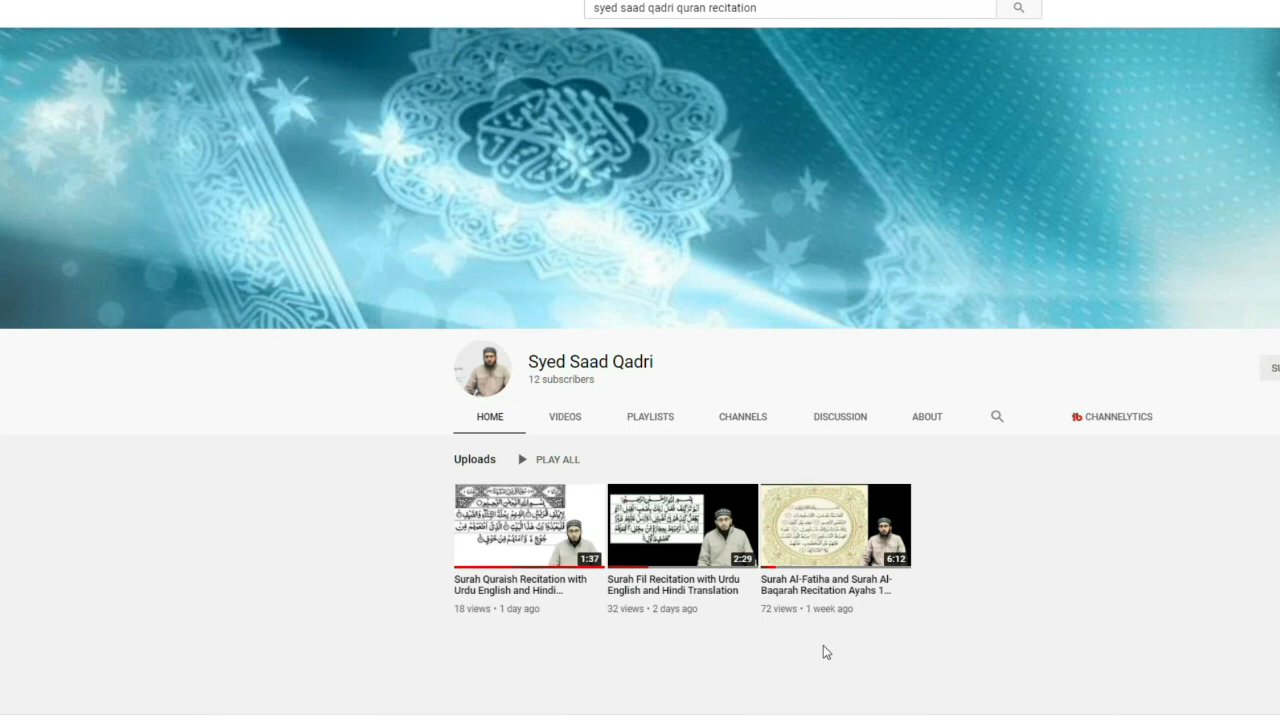 syed saad qadri quran recitation
Syed Saad Qadri
12 subscribers
HOME VIDEOS PLAYLISTS CHANNELS DISCUSSION ABOUT CHANNELYTICS
Uploads PLAY ALL
1:37 2:29 6:12
Surah Quraish Recitation with
Urdu English and Hindi...
18 views • 1 day ago
Surah Fil Recitation with Urdu
English and Hindi Translation
32 views • 2 days ago
Surah Al-Fatiha and Surah Al-
Baqarah Recitation Ayahs 1...
72 views • 1 week ago